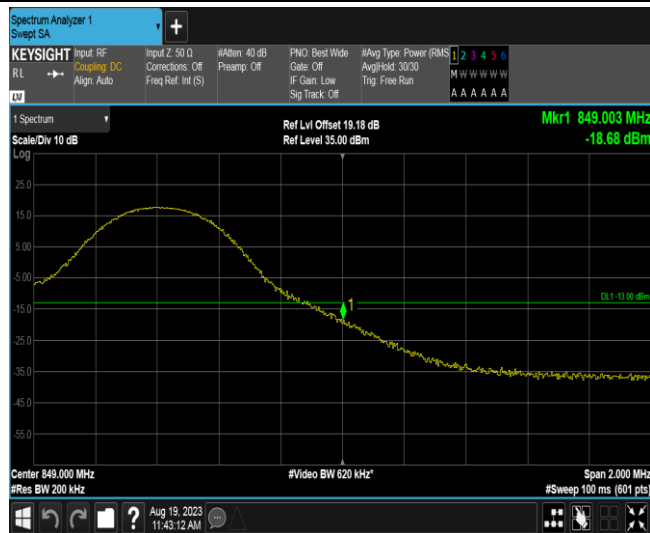 Spectrum Analyzer 1
Swept SA
+
KEYSIGHT
RL
LXI
Input: RF
Coupling: DC
Align: Auto
Input Z: 50 Ω
Corrections: Off
Freq Ref: Int (S)
#Atten: 40 dB
Preamp: Off
PNO: Best Wide
Gate: Off
IF Gain: Low
Sig Track: Off
#Avg Type: Power (RMS
Avg|Hold: 30/30
Trig: Free Run
1 2 3 4 5 6
M W W W W W
A A A A A A
1 Spectrum
Scale/Div 10 dB
Log
Ref Lvl Offset 19.18 dB
Ref Level 35.00 dBm
Mkr1 849.003 MHz
-18.68 dBm
25.0
15.0
5.00
-5.00
DL1 -13.00 dBm
1
-15.0
-25.0
-35.0
-45.0
-55.0
Center 849.000 MHz
#Video BW 620 kHz*
Span 2.000 MHz
#Res BW 200 kHz
#Sweep 100 ms (601 pts)
?
Aug 19, 2023
11:43:12 AM